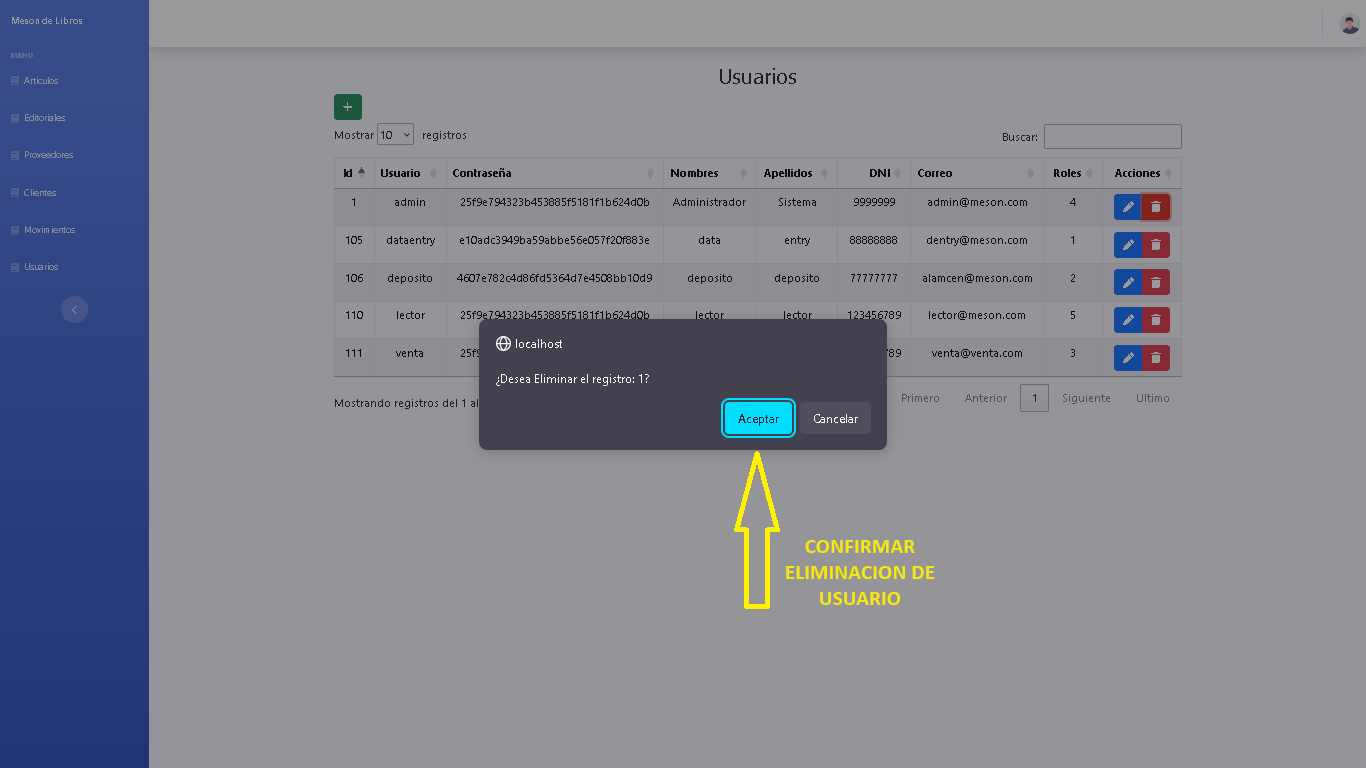 Meson de Libros
MENU
Articulos
Editoriales
Proveedores
Clientes
Movimientos
Usuarios
Usuarios
+
Mostrar 10 registros
Buscar:
Id Usuario Contraseña Nombres Apellidos DNI Correo Roles Acciones
1 admin 25f9e794323b453885f5181f1b624d0b Administrador Sistema 9999999 admin@meson.com 4
105 dataentry e10adc3949ba59abbe56e057f20f883e data entry 88888888 dentry@meson.com 1
106 deposito 4607e782c4d86fd5364d7e4508bb10d9 deposito deposito 77777777 alamcen@meson.com 2
110 lector 25f9e794323b453885f5181f1b624d0b lector lector 123456789 lector@meson.com 5
111 venta 25f 789 venta@venta.com 3
Mostrando registros del 1 al
Primero Anterior 1 Siguiente Ultimo
localhost
¿Desea Eliminar el registro: 1?
Aceptar Cancelar
CONFIRMAR
ELIMINACION DE
USUARIO